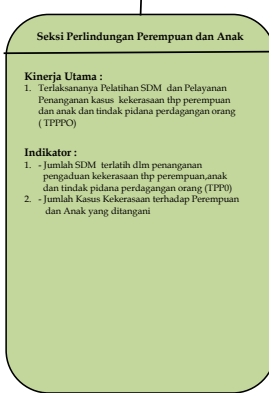 Seksi Perlindungan Perempuan dan Anak
Kinerja Utama :
1. Terlaksananya Pelatihan SDM dan Pelayanan
Penanganan kasus kekerasaan thp perempuan
dan anak dan tindak pidana perdagangan orang
( TPPPO)
Indikator :
1. - Jumlah SDM terlatih dlm penanganan
pengaduan kekerasaan thp perempuan,anak
dan tindak pidana perdagangan orang (TPP0)
2. - Jumlah Kasus Kekerasaan terhadap Perempuan
dan Anak yang ditangani